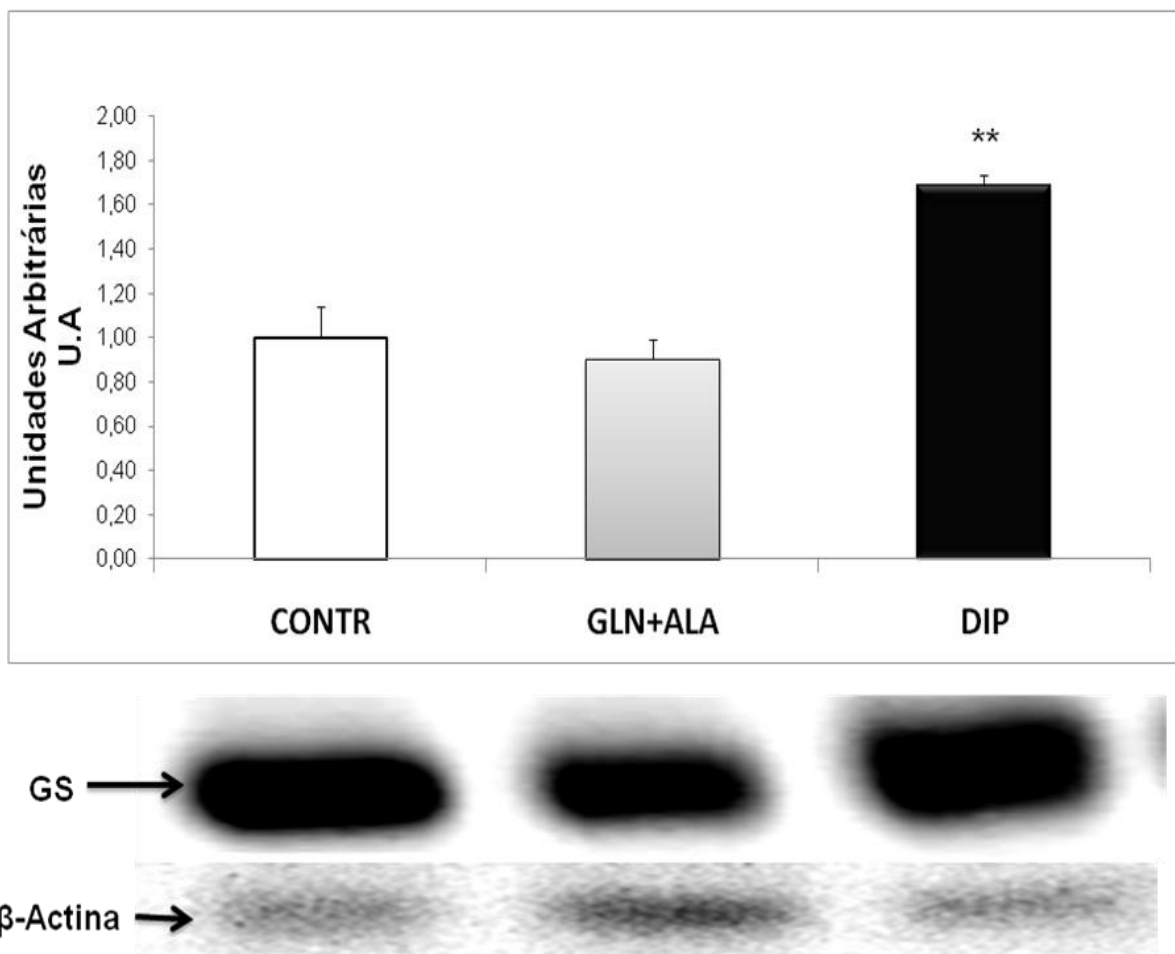 Unidades Arbitrárias
U.A
2,00
1,80
1,60
1,40
1,20
1,00
0,80
0,60
0,40
0,20
0,00
**
CONTR GLN+ALA DIP
GS
β-Actina